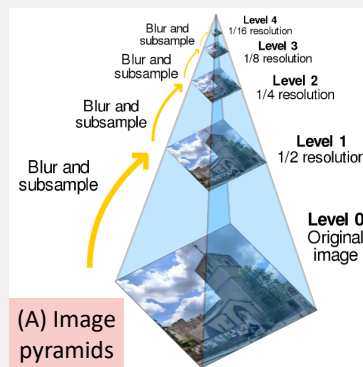 Level 4
1/16 resolution
Blur and
subsample
Level 3
1/8 resolution
Blur and
subsample
Level 2
1/4 resolution
Blur and
subsample
Level 1
1/2 resolution
Blur and
subsample
Level 0
Original
image
(A) Image
pyramids